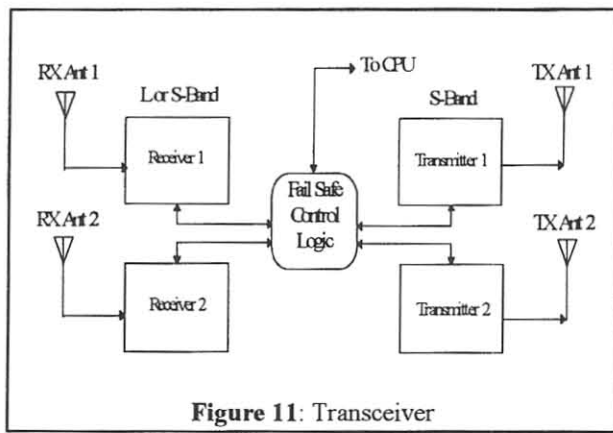 To CPU
RX Ant 1
TX Ant 1
L or S-Band
S-Band
Receiver 1
Transmitter 1
Fail Safe
Control
Logic
RX Ant 2
TX Ant 2
Receiver 2
Transmitter 2
Figure 11: Transceiver